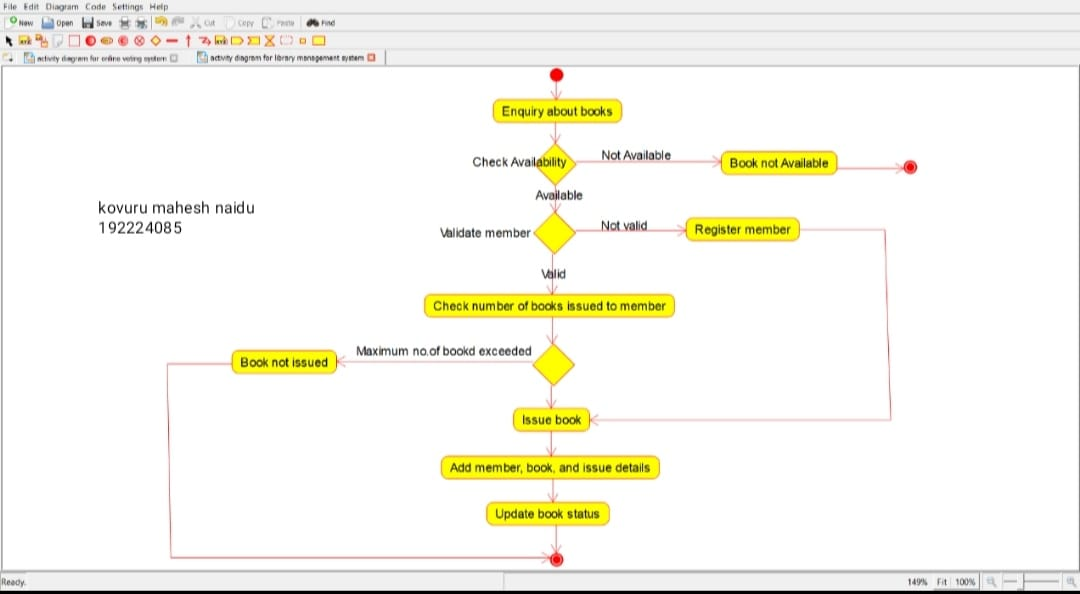 File Edit Diagram Code Settings Help
New Open Save Cut Copy Paste Find
activity diagram for online voting system activity diagram for library management system
Enquiry about books
Check Availability
Not Available
Book not Available
Available
kovuru mahesh naidu
192224085
Validate member
Not valid
Register member
Valid
Check number of books issued to member
Maximum no.of bookd exceeded
Book not issued
Issue book
Add member, book, and issue details
Update book status
Ready.
149% Fit 100%